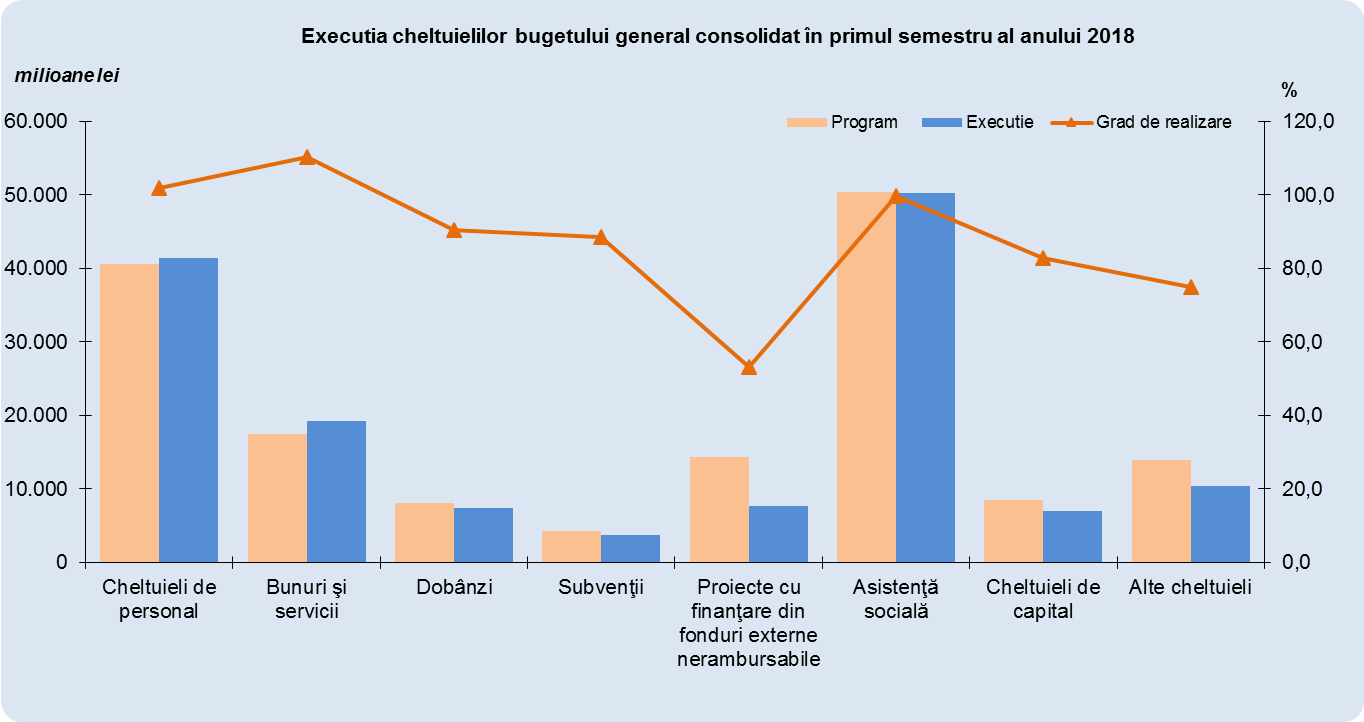 Executia cheltuielilor bugetului general consolidat în primul semestru al anului 2018
milioane lei
%
Program
Executie
Grad de realizare
60.000
50.000
40.000
30.000
20.000
10.000
0
120,0
100,0
80,0
60,0
40,0
20,0
0,0
Cheltuieli de
personal
Bunuri şi
servicii
Dobânzi
Subvenţii
Proiecte cu
finanţare din
fonduri externe
nerambursabile
Asistenţă
socială
Cheltuieli de
capital
Alte cheltuieli